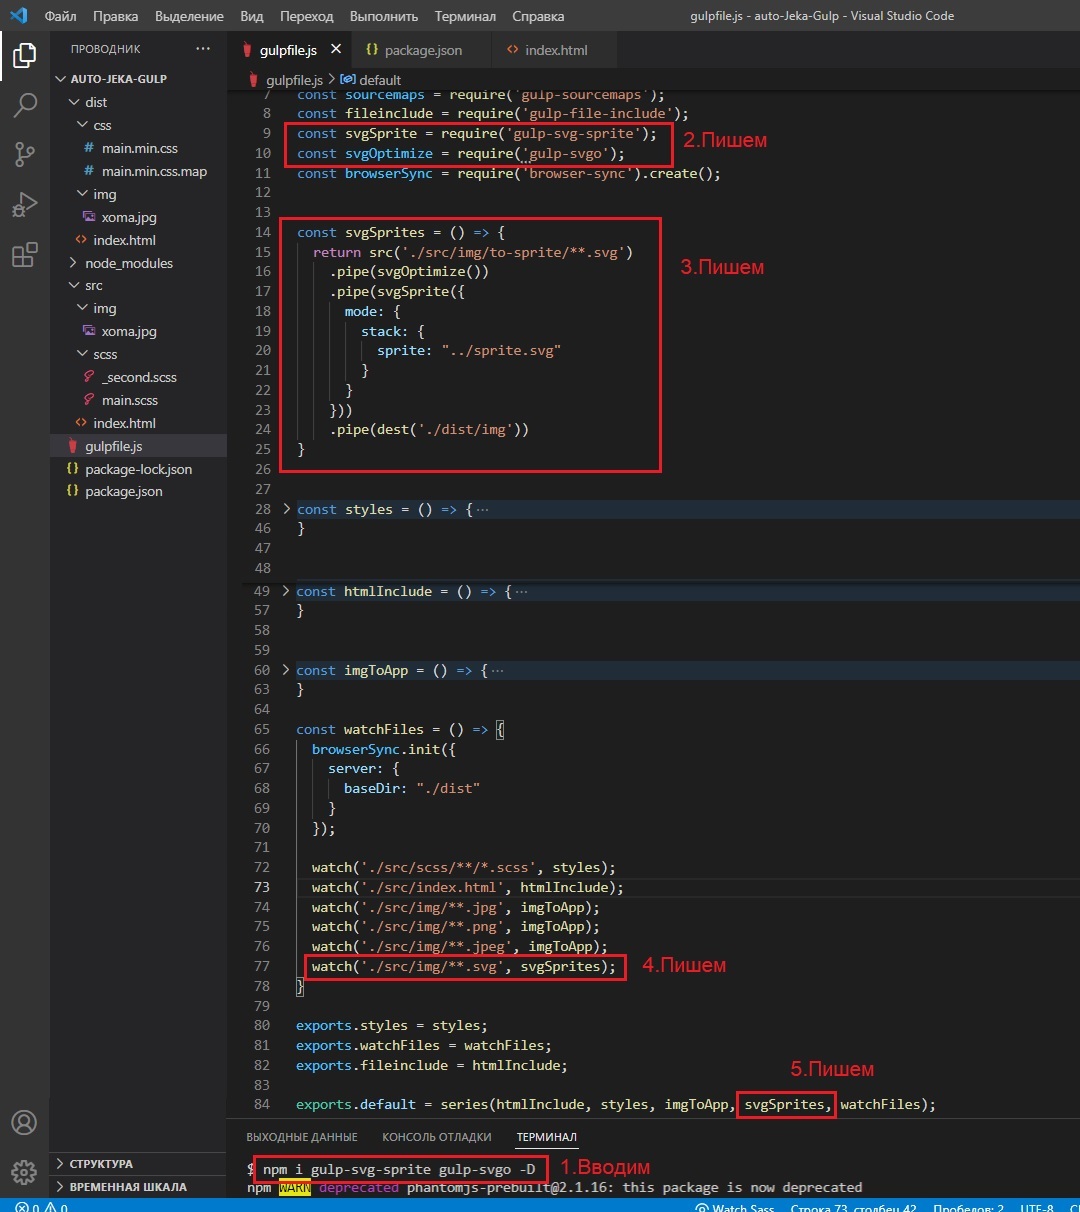 Файл Правка Выделение Вид Переход Выполнить Терминал Справка gulpfile.js - auto-Jeka-Gulp - Visual Studio Code
ПРОВОДНИК
AUTO-JEKA-GULP
dist
css
# main.min.css
# main.min.css.map
img
xoma.jpg
<> index.html
node_modules
src
img
xoma.jpg
scss
_second.scss
main.scss
<> index.html
gulpfile.js
{} package-lock.json
{} package.json
СТРУКТУРА
ВРЕМЕННАЯ ШКАЛА
gulpfile.js × {} package.json <> index.html
gulpfile.js > default
7 const sourcemaps = require('gulp-sourcemaps');
8 const fileinclude = require('gulp-file-include');
9 const svgSprite = require('gulp-svg-sprite');
2.Пишем
10 const svgOptimize = require('gulp-svgo');
11 const browserSync = require('browser-sync').create();
12
13
14 const svgSprites = () => {
15 return src('./src/img/to-sprite/**.svg')
3.Пишем
16 .pipe(svgOptimize())
17 .pipe(svgSprite({
18 mode: {
19 stack: {
20 sprite: "../sprite.svg"
21 }
22 }
23 }))
24 .pipe(dest('./dist/img'))
25 }
26
27
28 const styles = () => { ...
46 }
47
48
49 const htmlInclude = () => { ...
57 }
58
59
60 const imgToApp = () => { ...
63 }
64
65 const watchFiles = () => {
66 browserSync.init({
67 server: {
68 baseDir: "./dist"
69 }
70 });
71
72 watch('./src/scss/**/*.scss', styles);
73 watch('./src/index.html', htmlInclude);
74 watch('./src/img/**.jpg', imgToApp);
75 watch('./src/img/**.png', imgToApp);
76 watch('./src/img/**.jpeg', imgToApp);
77 watch('./src/img/**.svg', svgSprites); 4.Пишем
78 }
79
80 exports.styles = styles;
81 exports.watchFiles = watchFiles;
82 exports.fileinclude = htmlInclude;
5.Пишем
83
84 exports.default = series(htmlInclude, styles, imgToApp, svgSprites, watchFiles);
ВЫХОДНЫЕ ДАННЫЕ КОНСОЛЬ ОТЛАДКИ ТЕРМИНАЛ
$ npm i gulp-svg-sprite gulp-svgo -D 1.Вводим
npm WARN deprecated phantomjs-prebuilt@2.1.16: this package is now deprecated
0 0 Watch Sass Строка 73, столбец 42 Пробелов: 2 UTF-8